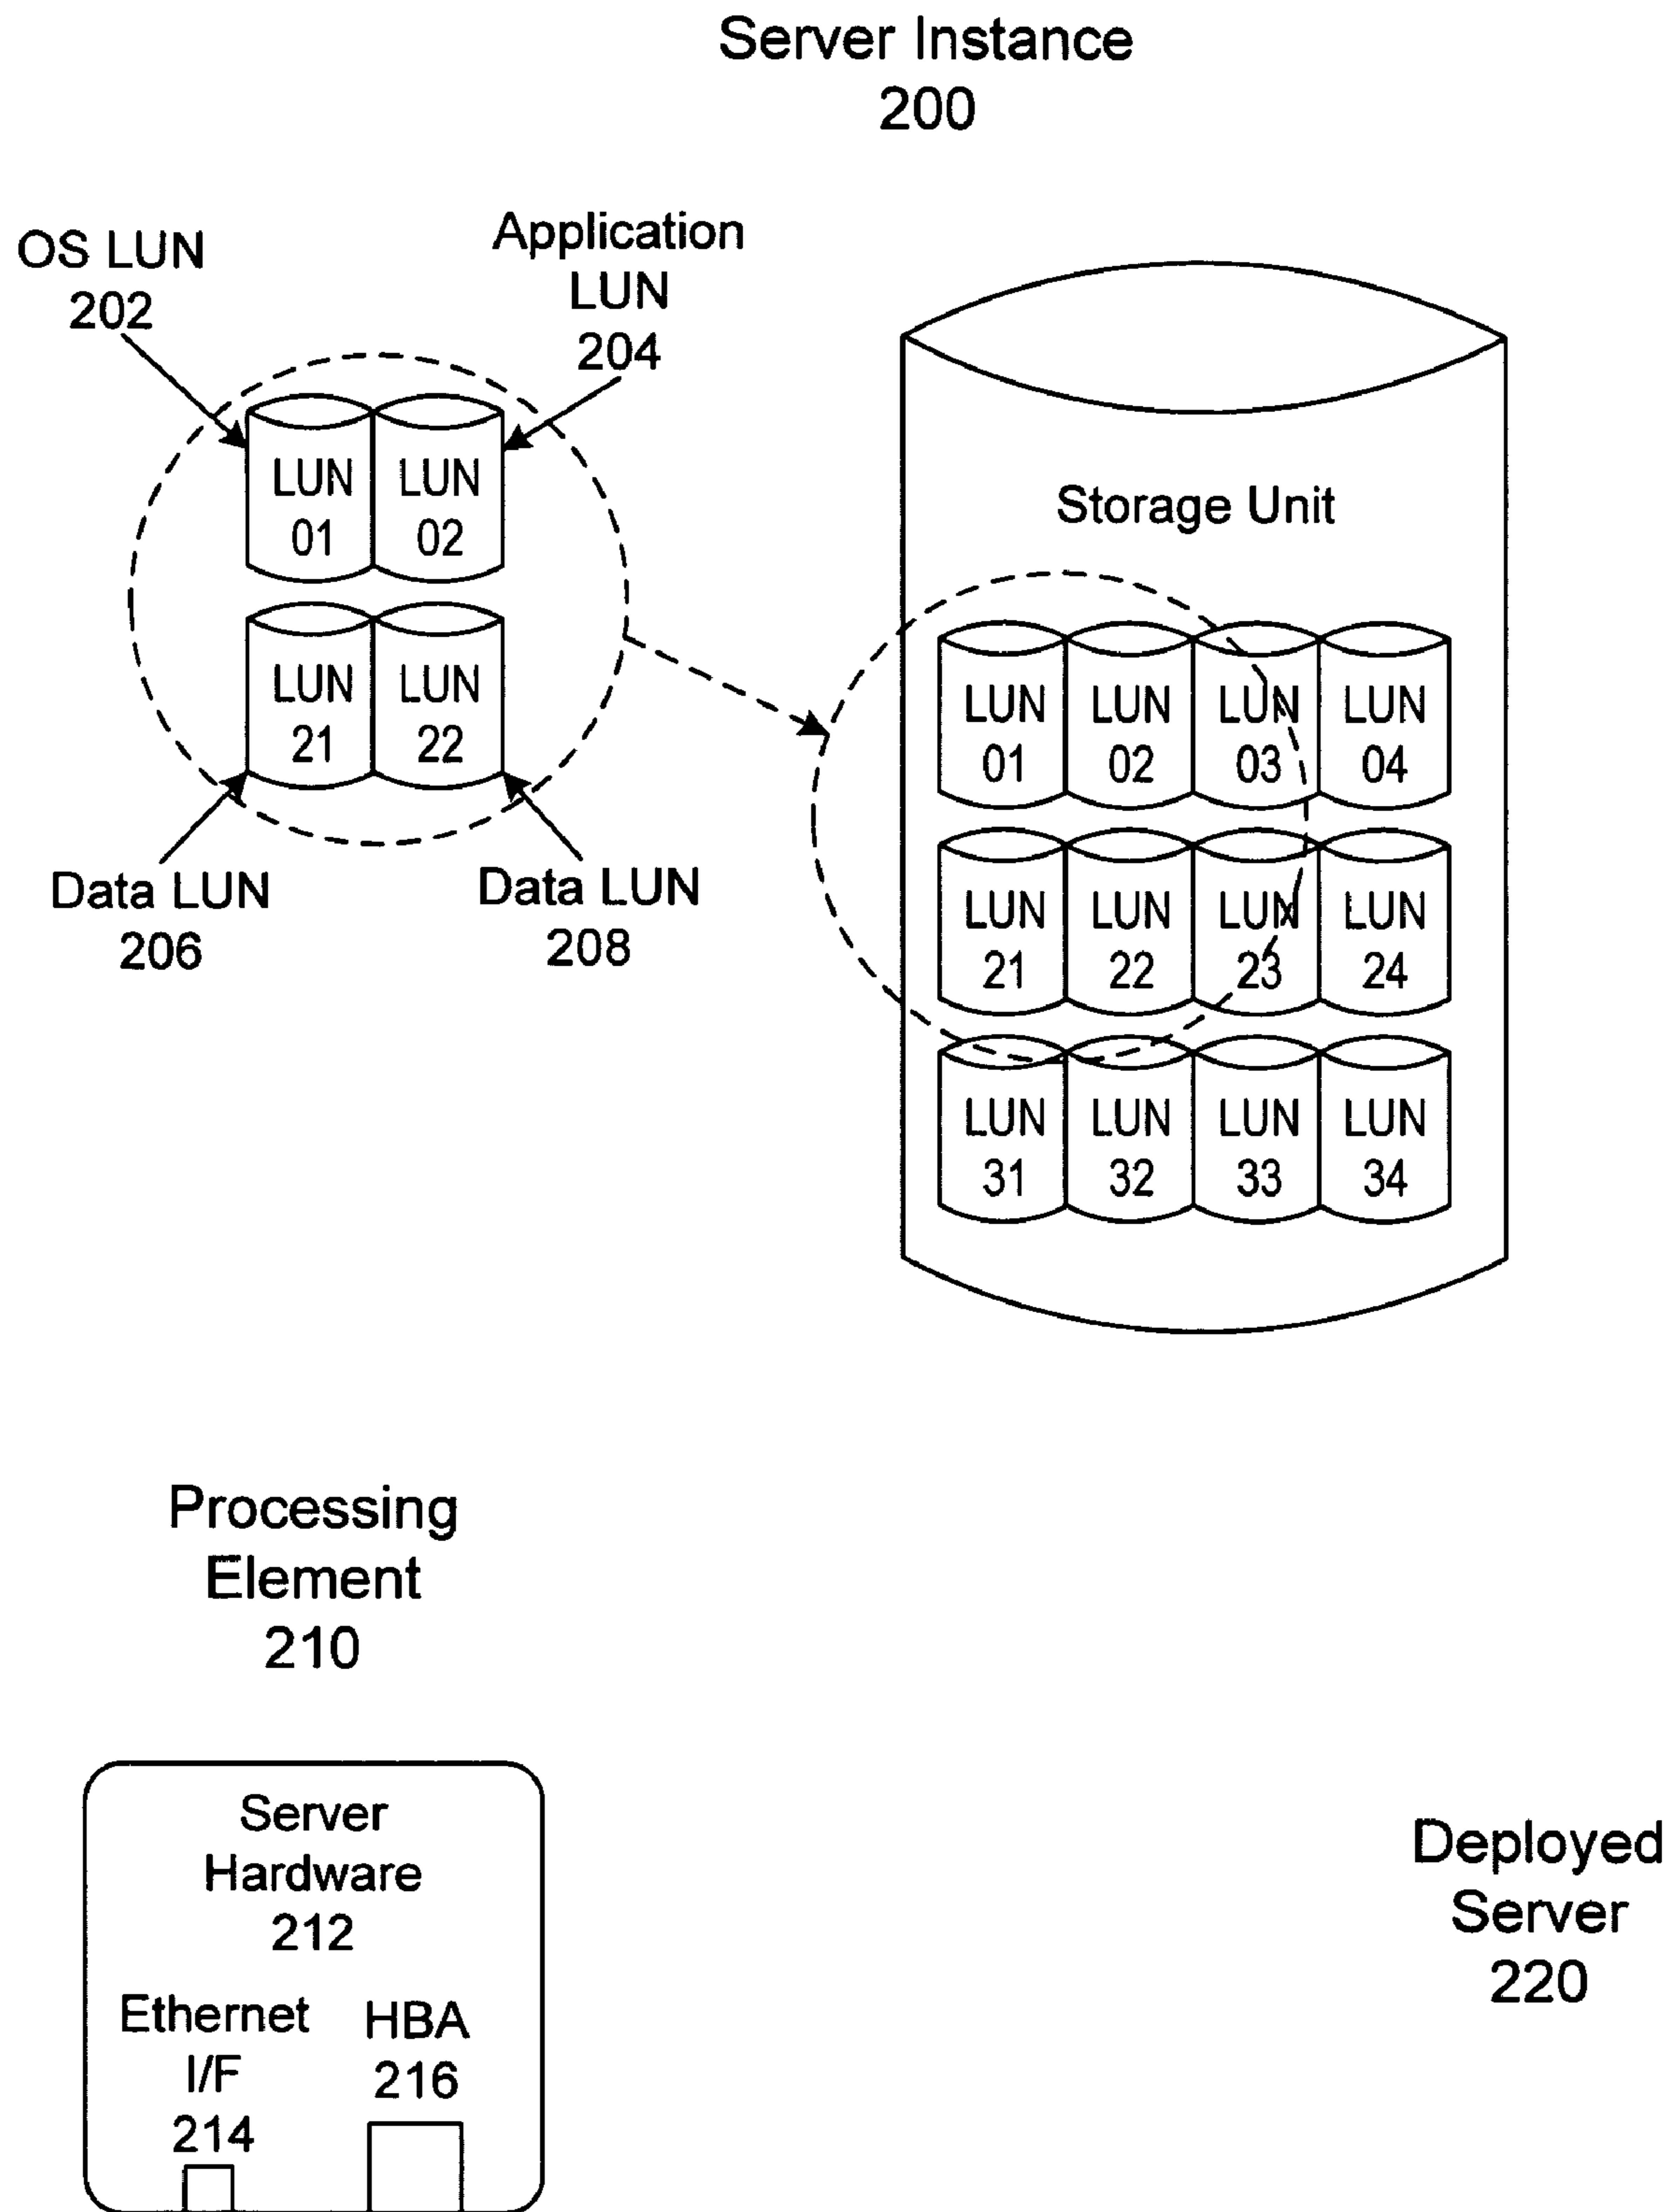 Server Instance
200
OS LUN
202
Application
LUN
204
LUN
01
LUN
02
LUN
21
LUN
22
Data LUN
206
Data LUN
208
Storage Unit
LUN
01
LUN
02
LUN
03
LUN
04
LUN
21
LUN
22
LUN
23
LUN
24
LUN
31
LUN
32
LUN
33
LUN
34
Processing
Element
210
Server
Hardware
212
Ethernet
I/F
214
HBA
216
Deployed
Server
220